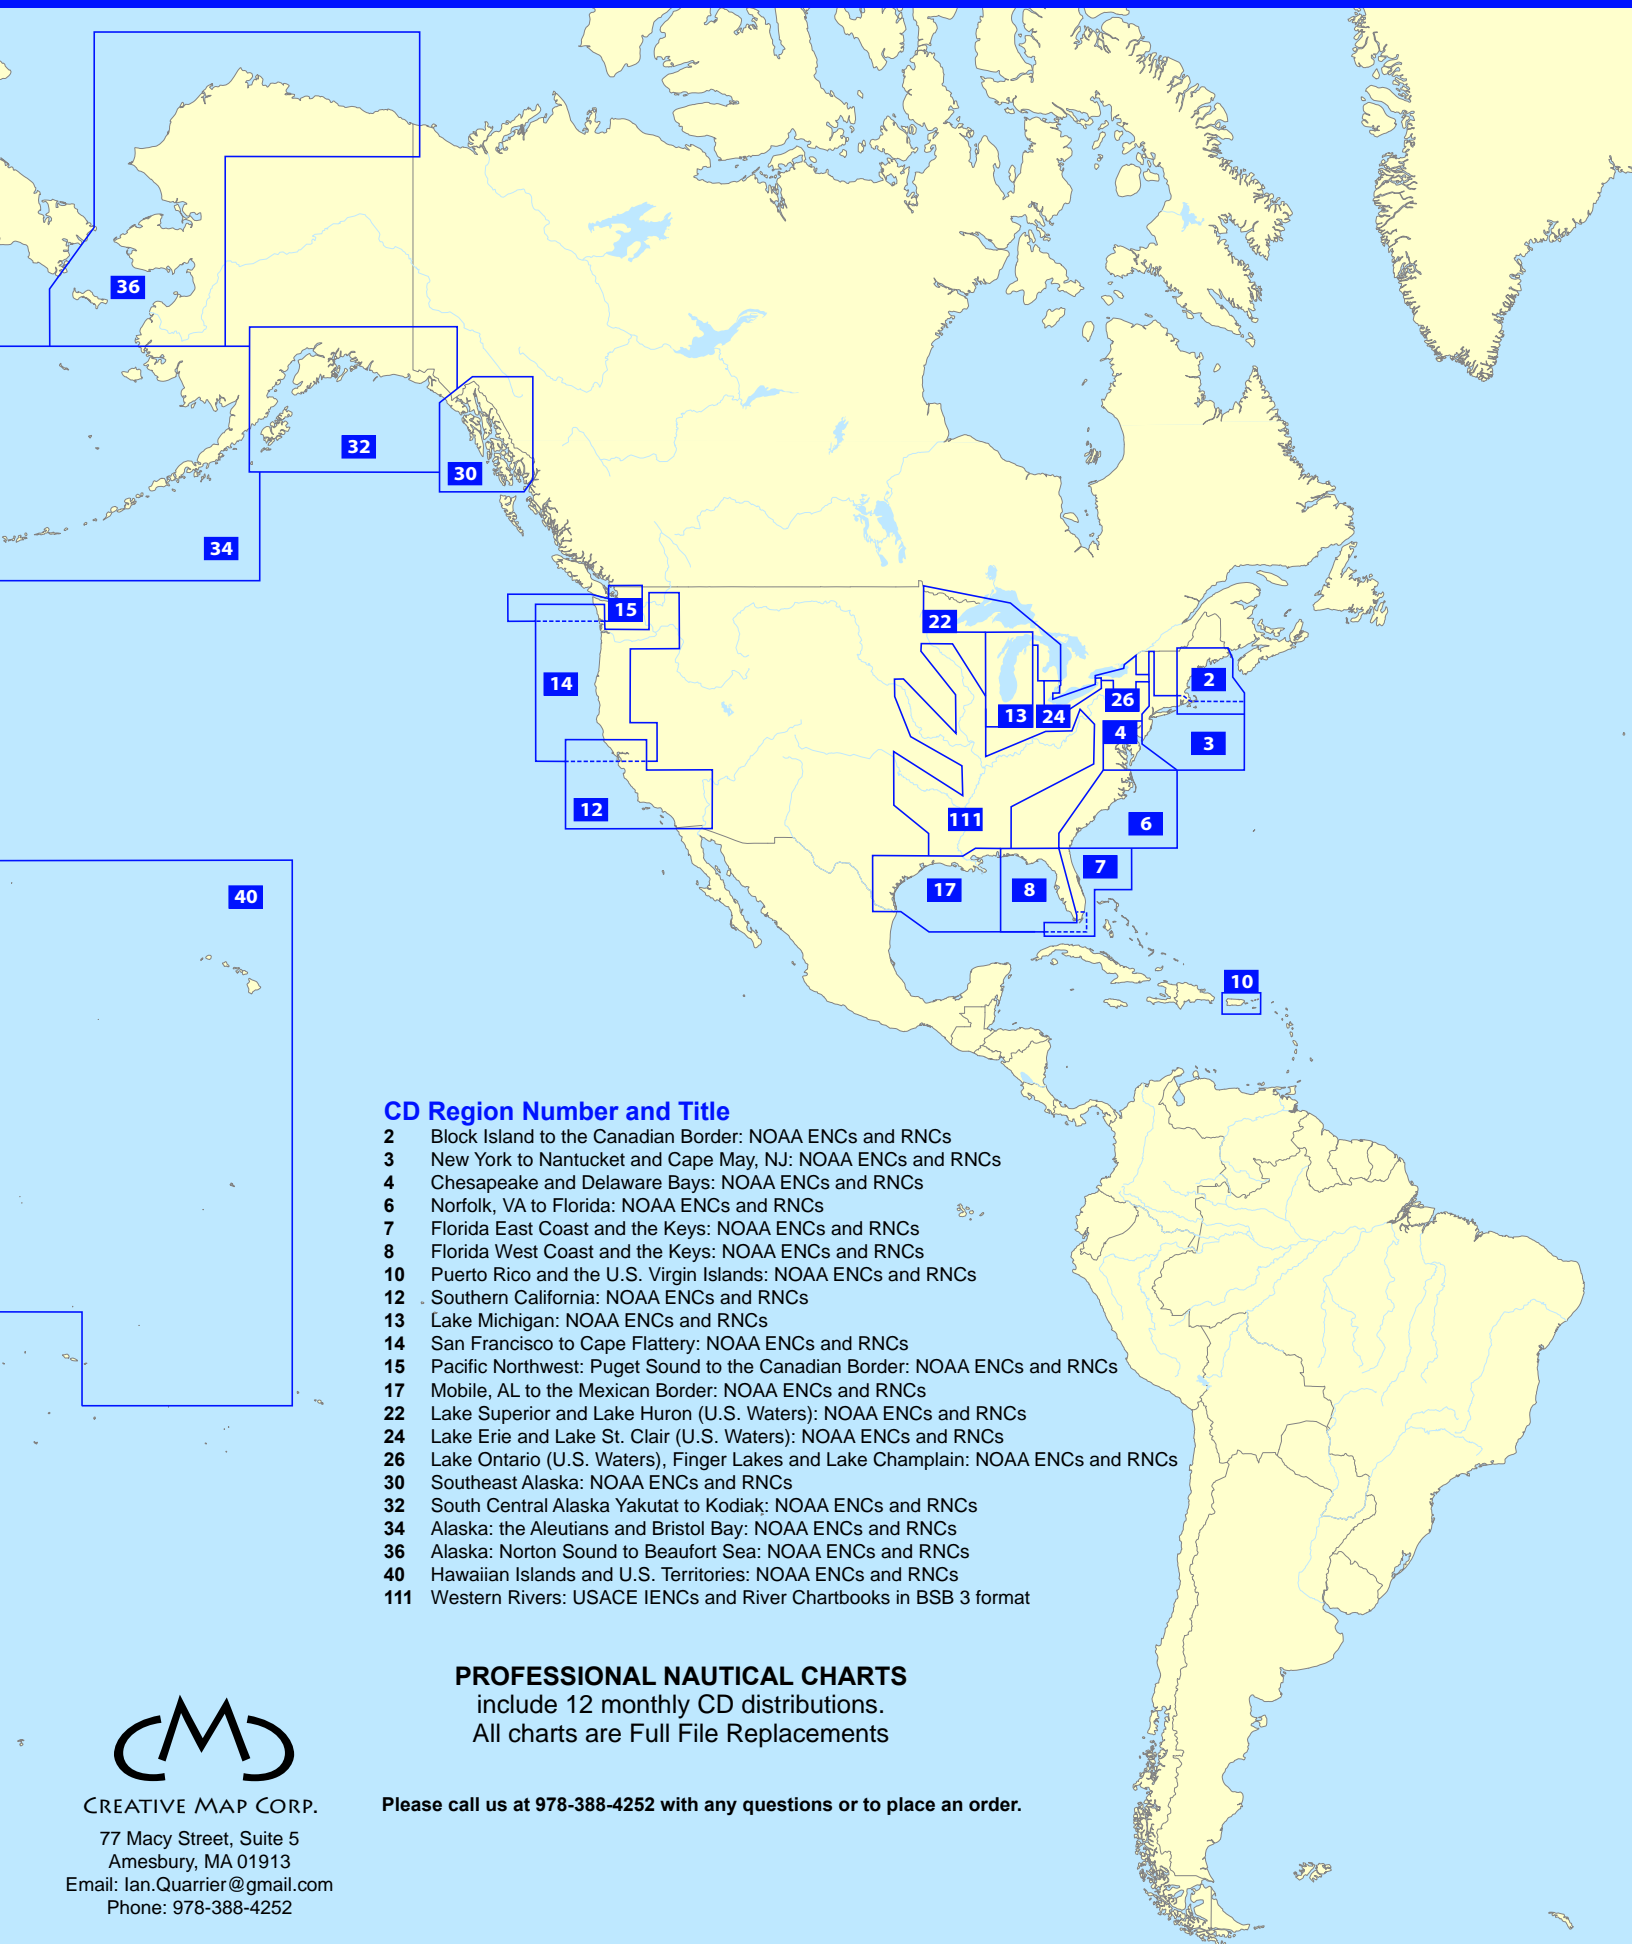 36
32
30
34
15
22
14
2
26
13
24
4
3
12
111
6
7
17
8
40
10
CD Region Number and Title
2 Block Island to the Canadian Border: NOAA ENCs and RNCs
3 New York to Nantucket and Cape May, NJ: NOAA ENCs and RNCs
4 Chesapeake and Delaware Bays: NOAA ENCs and RNCs
6 Norfolk, VA to Florida: NOAA ENCs and RNCs
7 Florida East Coast and the Keys: NOAA ENCs and RNCs
8 Florida West Coast and the Keys: NOAA ENCs and RNCs
10 Puerto Rico and the U.S. Virgin Islands: NOAA ENCs and RNCs
12 Southern California: NOAA ENCs and RNCs
13 Lake Michigan: NOAA ENCs and RNCs
14 San Francisco to Cape Flattery: NOAA ENCs and RNCs
15 Pacific Northwest: Puget Sound to the Canadian Border: NOAA ENCs and RNCs
17 Mobile, AL to the Mexican Border: NOAA ENCs and RNCs
22 Lake Superior and Lake Huron (U.S. Waters): NOAA ENCs and RNCs
24 Lake Erie and Lake St. Clair (U.S. Waters): NOAA ENCs and RNCs
26 Lake Ontario (U.S. Waters), Finger Lakes and Lake Champlain: NOAA ENCs and RNCs
30 Southeast Alaska: NOAA ENCs and RNCs
32 South Central Alaska Yakutat to Kodiak: NOAA ENCs and RNCs
34 Alaska: the Aleutians and Bristol Bay: NOAA ENCs and RNCs
36 Alaska: Norton Sound to Beaufort Sea: NOAA ENCs and RNCs
40 Hawaiian Islands and U.S. Territories: NOAA ENCs and RNCs
111 Western Rivers: USACE IENCs and River Chartbooks in BSB 3 format
PROFESSIONAL NAUTICAL CHARTS
include 12 monthly CD distributions.
All charts are Full File Replacements
Please call us at 978-388-4252 with any questions or to place an order.
CMC
CREATIVE MAP CORP.
77 Macy Street, Suite 5
Amesbury, MA 01913
Email: Ian.Quarrier@gmail.com
Phone: 978-388-4252